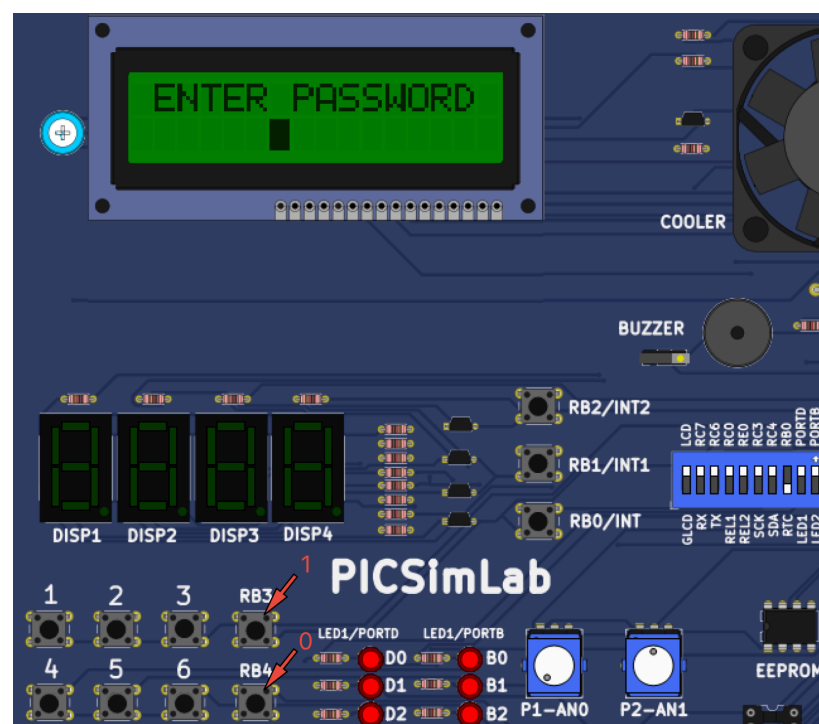 ENTER PASSWORD
COOLER
BUZZER
RB2/INT2
RB1/INT1
RB0/INT
LCD
RC7
RC6
RC0
RE0
RC3
RC4
RB0
PORTD
PORTB
GLCD
RX
TX
REL1
REL2
SCK
SDA
RTC
LED1
LED2
DISP1 DISP2 DISP3 DISP4
PICSimLab
1 2 3 RB3 1
LED1/PORTD LED1/PORTB
4 5 6 RB4 0
D0 B0
D1 B1
D2 B2
P1-AN0 P2-AN1
EEPROM